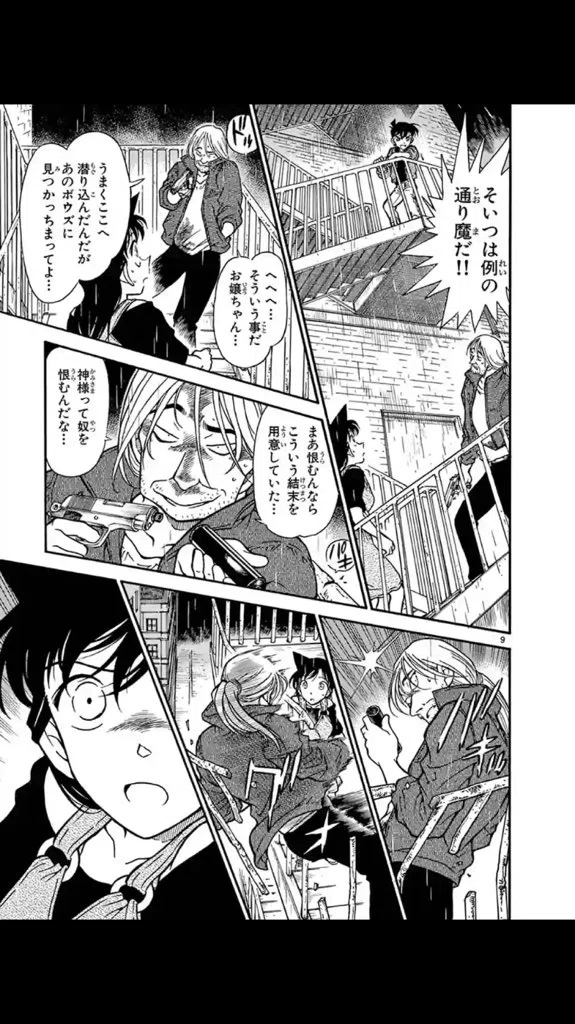 そいつは例の
通り魔だ!!
ドッ
へへへ…
そういう事だ
お嬢ちゃん…
うまくここへ
潜り込んだんだが
あのボウズに
見つかっちまってよ…
まあ恨むんなら
こういう結末を
用意していた…
神様って奴を
恨むんだな…
9